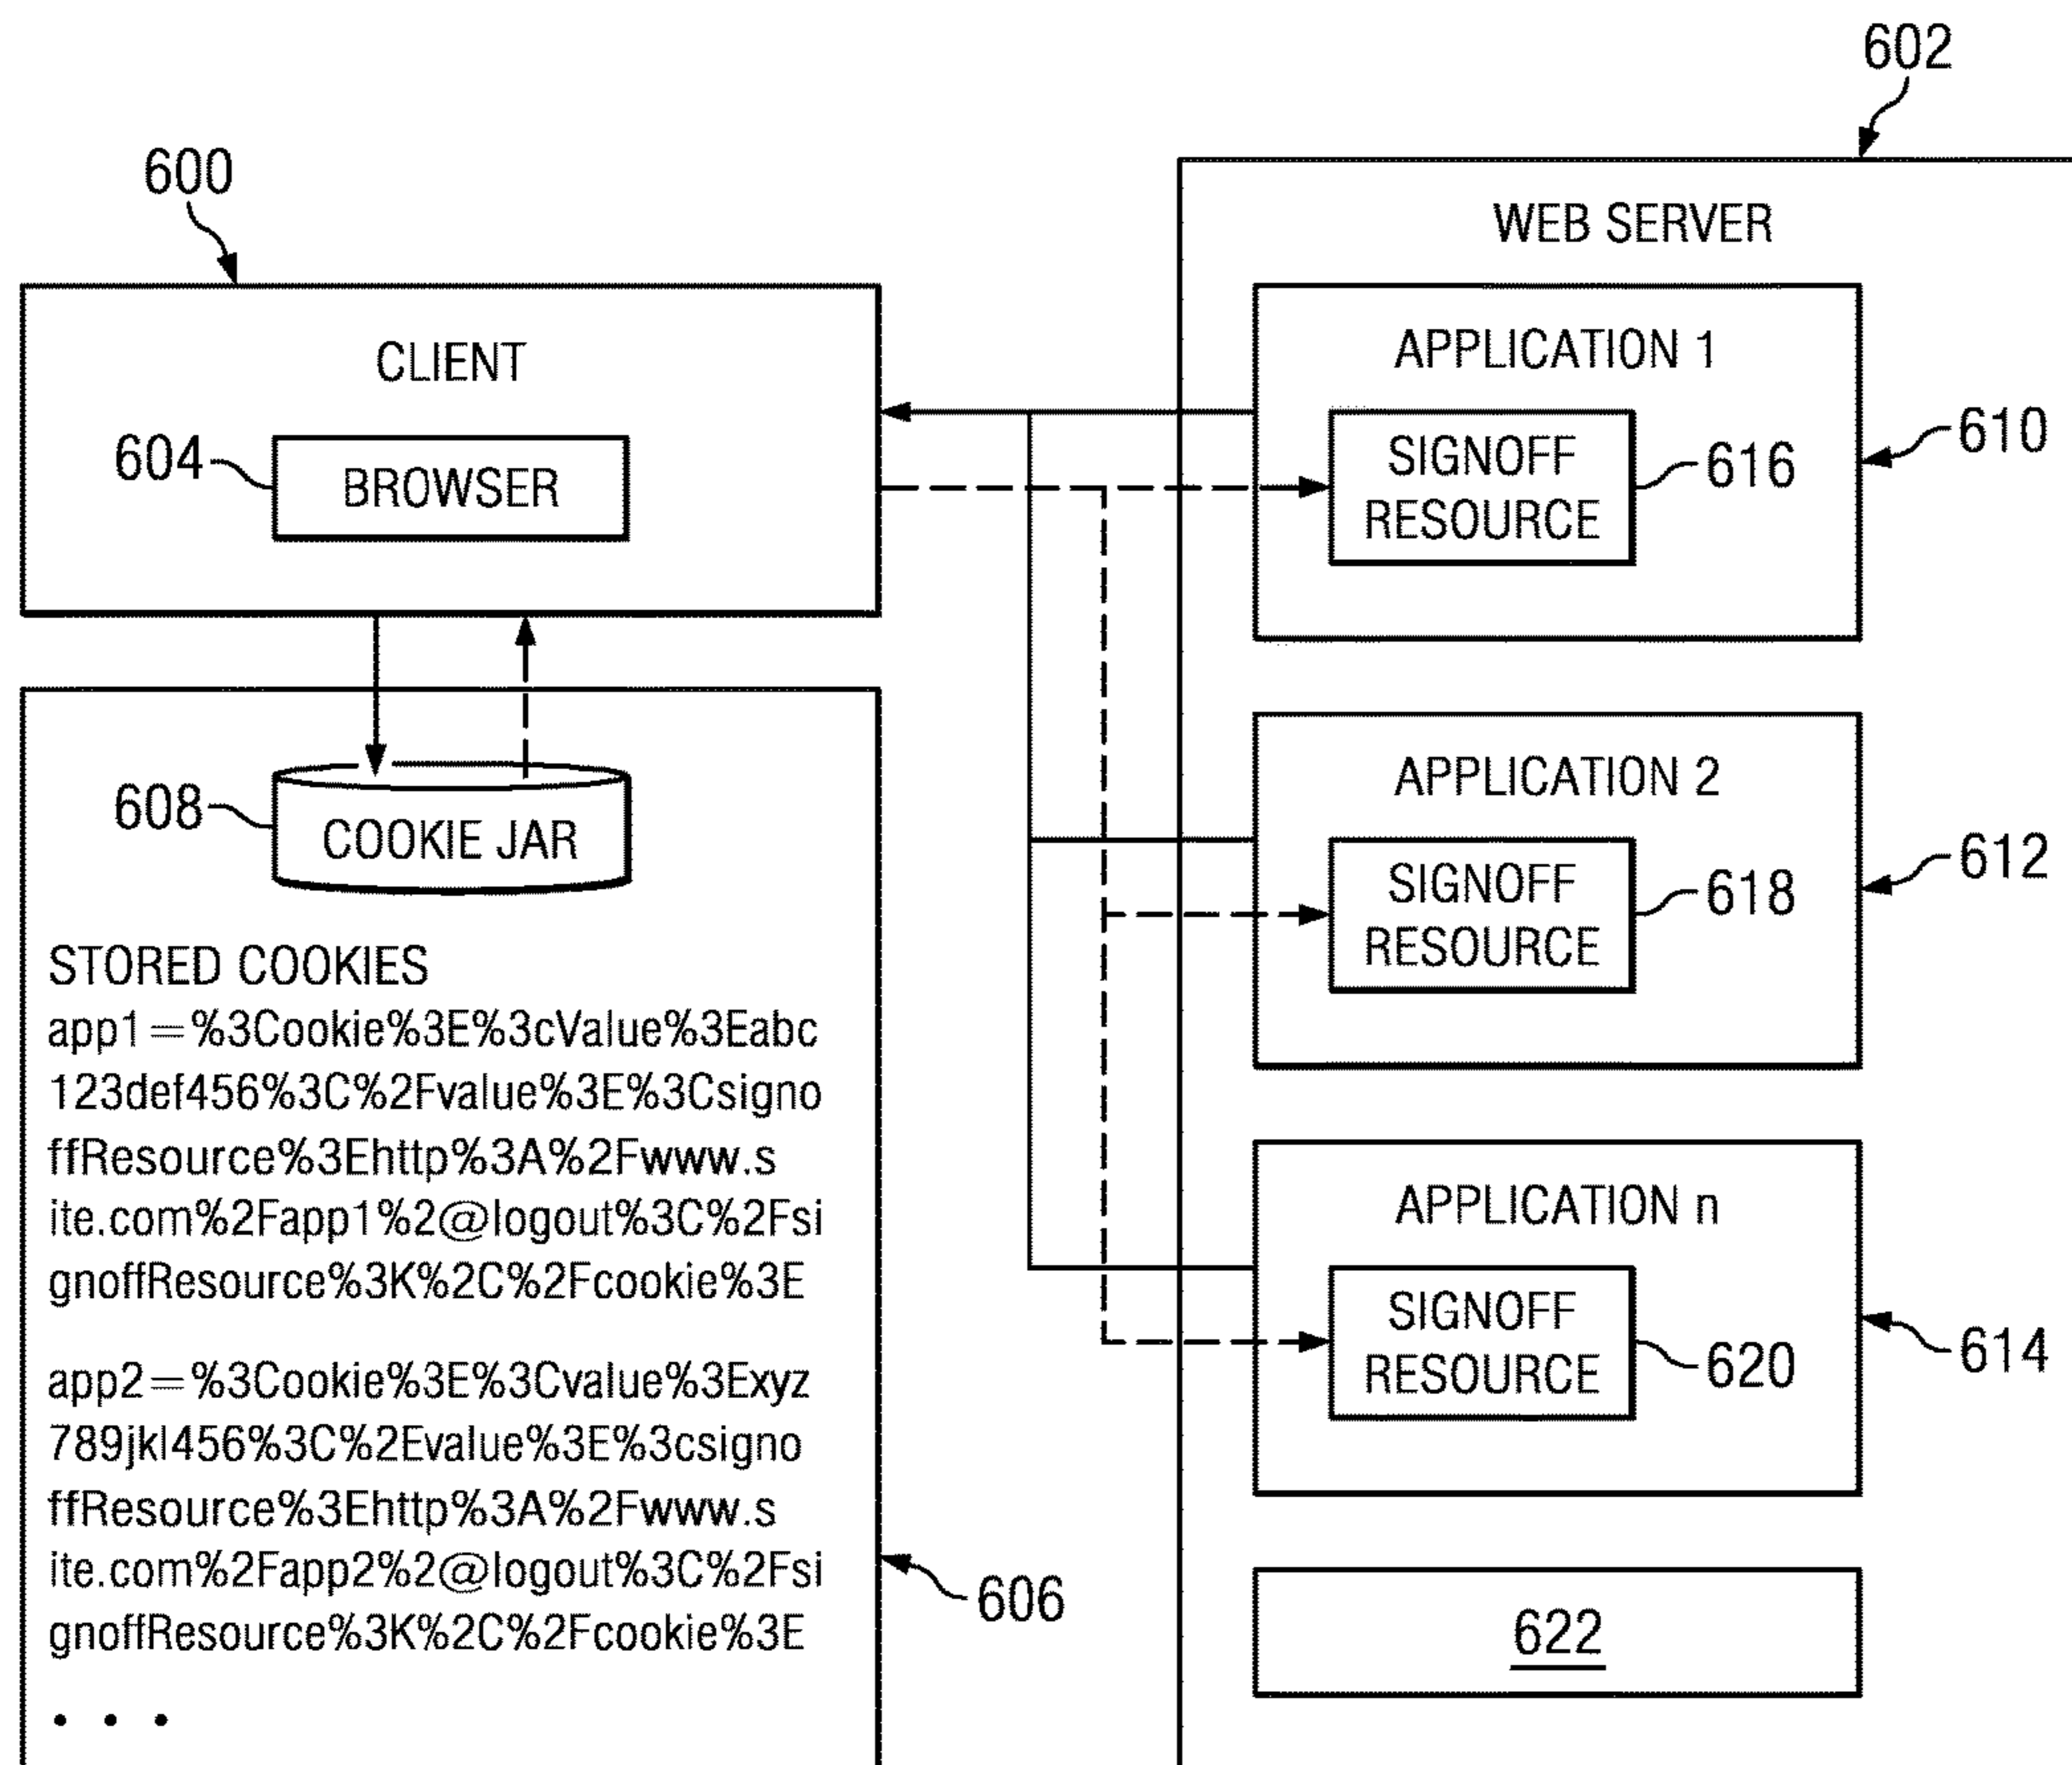 602
600
WEB SERVER
CLIENT
604
BROWSER
APPLICATION 1
SIGNOFF
RESOURCE
616
610
608
COOKIE JAR
APPLICATION 2
SIGNOFF
RESOURCE
618
612
STORED COOKIES
app1=%3Cookie%3E%3cValue%3Eabc
123def456%3C%2Fvalue%3E%3Csigno
ffResource%3Ehttp%3A%2Fwww.s
ite.com%2Fapp1%2@logout%3C%2Fsi
gnoffResource%3K%2C%2Fcookie%3E
app2=%3Cookie%3E%3Cvalue%3Exyz
789jkl456%3C%2Evalue%3E%3csigno
ffResource%3Ehttp%3A%2Fwww.s
ite.com%2Fapp2%2@logout%3C%2Fsi
gnoffResource%3K%2C%2Fcookie%3E
. . .
606
APPLICATION n
SIGNOFF
RESOURCE
620
614
622